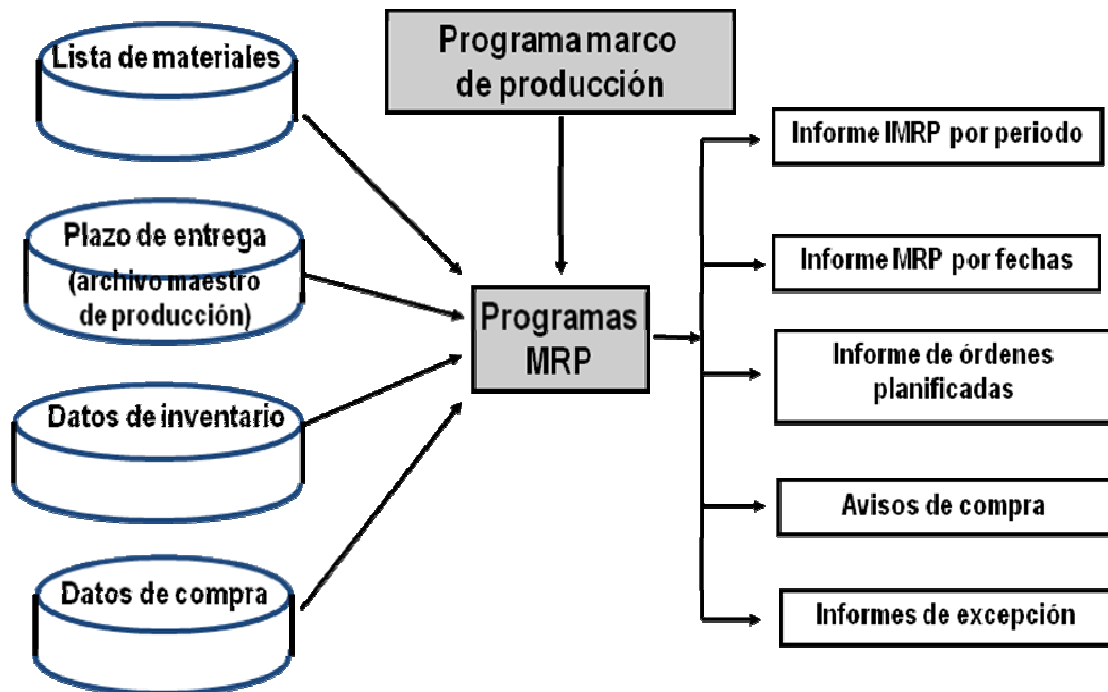 Lista de materiales
Plazo de entrega
(archivo maestro
de producción)
Datos de inventario
Datos de compra
Programa marco
de producción
Programas
MRP
Informe IMRP por periodo
Informe MRP por fechas
Informe de órdenes
planificadas
Avisos de compra
Informes de excepción